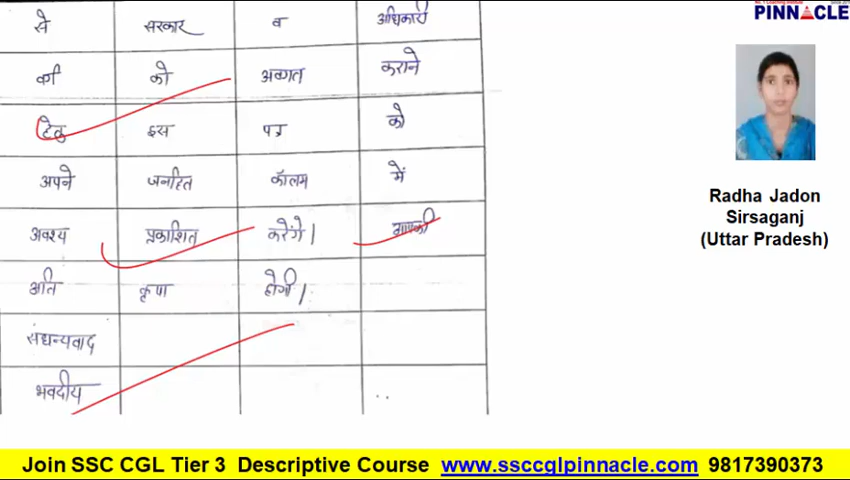 से सरकार व अधिकारी
PINNACLE
की को अवगत कराने
हेतु इस पत्र को
अपने जनहित कॉलम में
अवश्य प्रकाशित करेंगे। आपकी
अति कृपा होगी।
सधन्यवाद
भवदीय
Radha Jadon
Sirsaganj
(Uttar Pradesh)
Join SSC CGL Tier 3 Descriptive Course www.ssccglpinnacle.com 9817390373